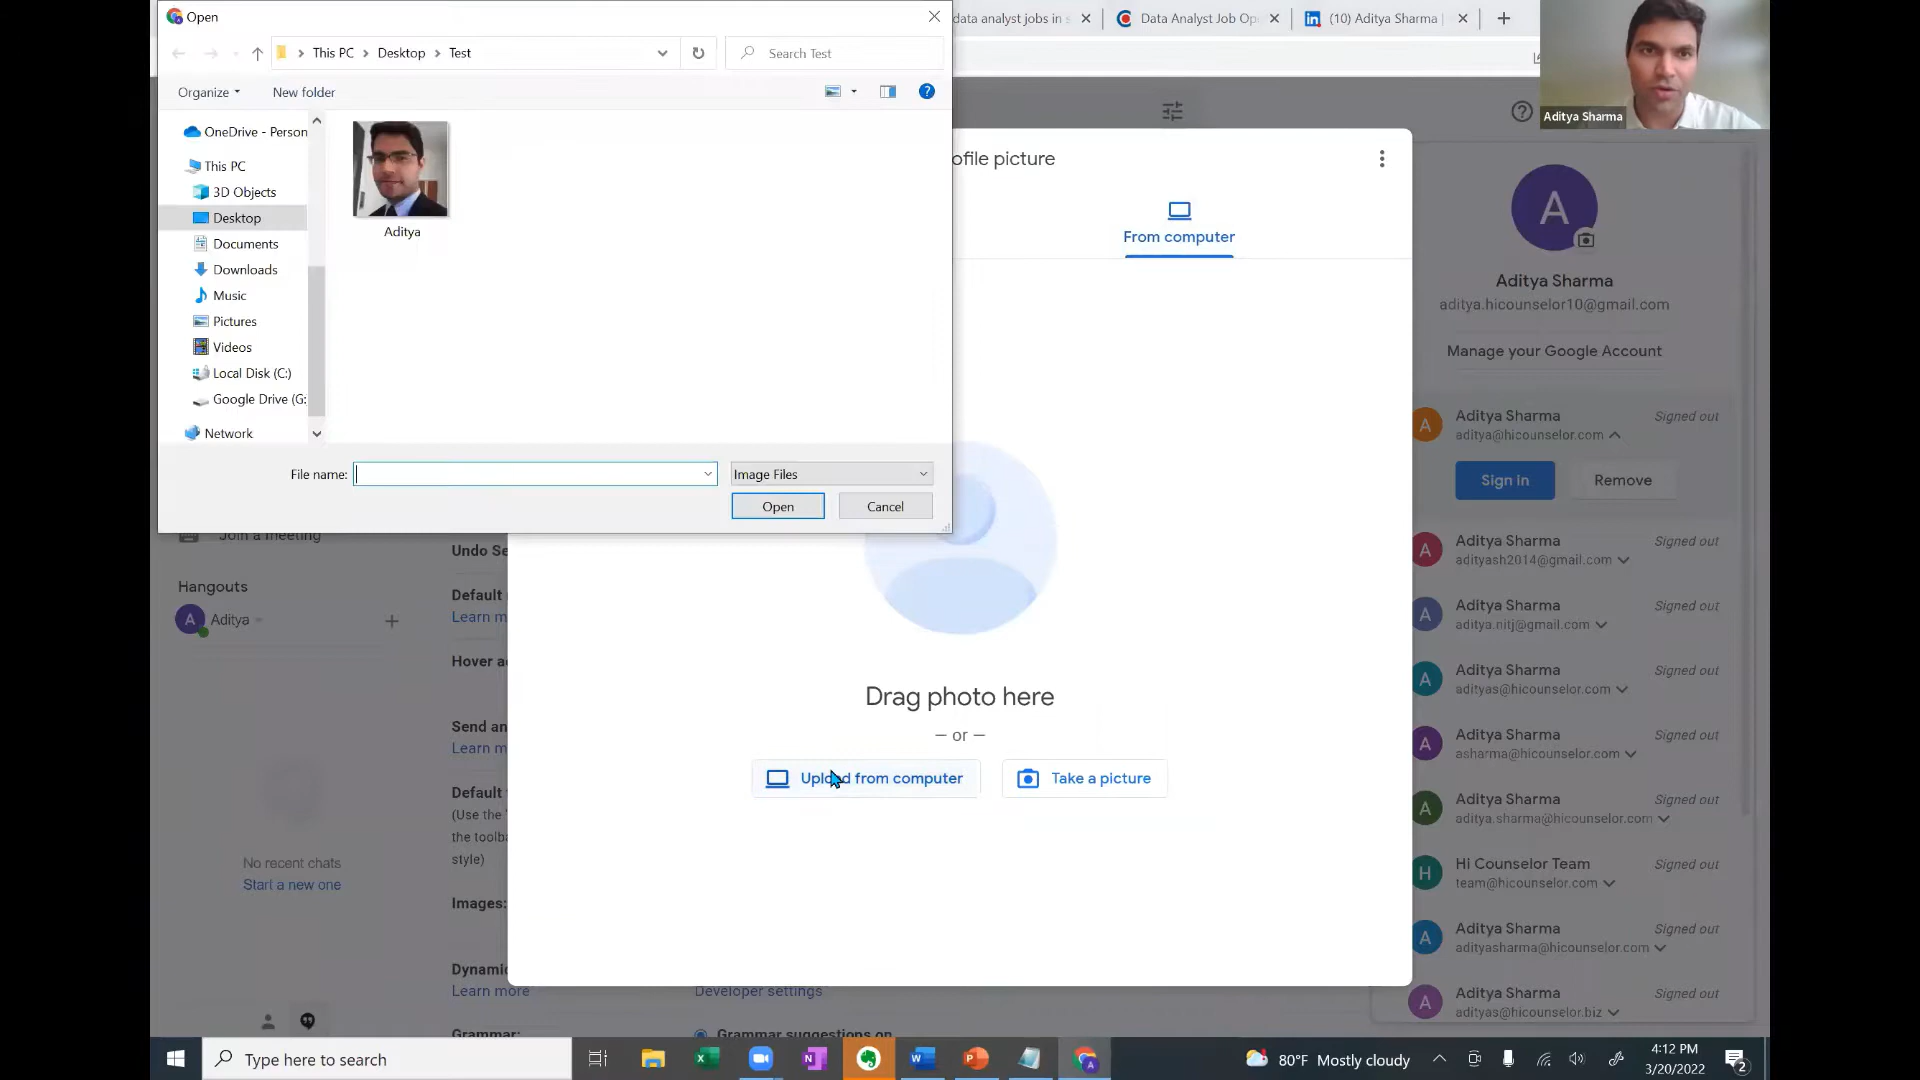 Open
data analyst jobs in s
Data Analyst Job Op
(10) Aditya Sharma |
This PC > Desktop > Test
Search Test
Organize
New folder
OneDrive - Person
This PC
3D Objects
Desktop
Documents
Downloads
Music
Pictures
Videos
Local Disk (C:)
Google Drive (G:
Network
Aditya
File name:
Image Files
Open
Cancel
Aditya Sharma
ofile picture
From computer
Drag photo here
— or —
Upload from computer
Take a picture
A
Aditya Sharma
aditya.hicounselor10@gmail.com
Manage your Google Account
A
Aditya Sharma
Signed out
aditya@hicounselor.com
Sign in
Remove
A
Aditya Sharma
Signed out
adityash2014@gmail.com
A
Aditya Sharma
Signed out
aditya.nitj@gmail.com
A
Aditya Sharma
Signed out
adityas@hicounselor.com
A
Aditya Sharma
Signed out
asharma@hicounselor.com
A
Aditya Sharma
Signed out
aditya.sharma@hicounselor.com
H
Hi Counselor Team
Signed out
team@hicounselor.com
A
Aditya Sharma
Signed out
adityasharma@hicounselor.com
A
Aditya Sharma
Signed out
adityas@hicounselor.biz
Join a meeting
Hangouts
A
Aditya
No recent chats
Start a new one
Undo Se
Default
Learn m
Hover a
Send an
Learn m
Default
(Use the '
the toolba
style)
Images:
Dynamic
Learn more
Developer settings
Grammar:
Grammar suggestions on
Type here to search
80°F Mostly cloudy
4:12 PM
3/20/2022
2